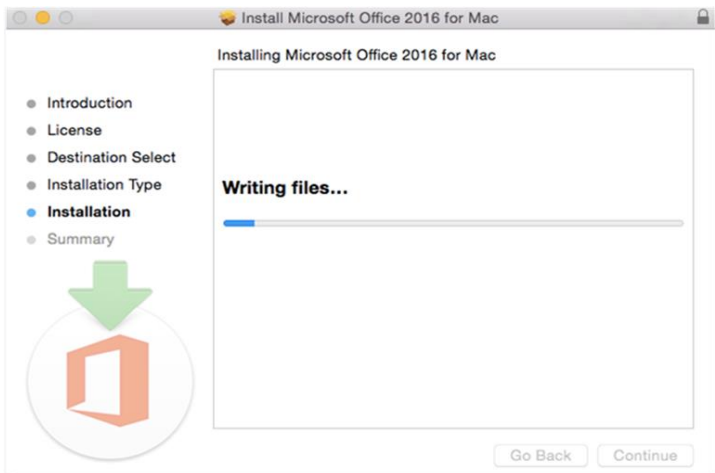 Install Microsoft Office 2016 for Mac
Installing Microsoft Office 2016 for Mac
Introduction
License
Destination Select
Installation Type
Installation
Summary
Writing files...
Go Back
Continue